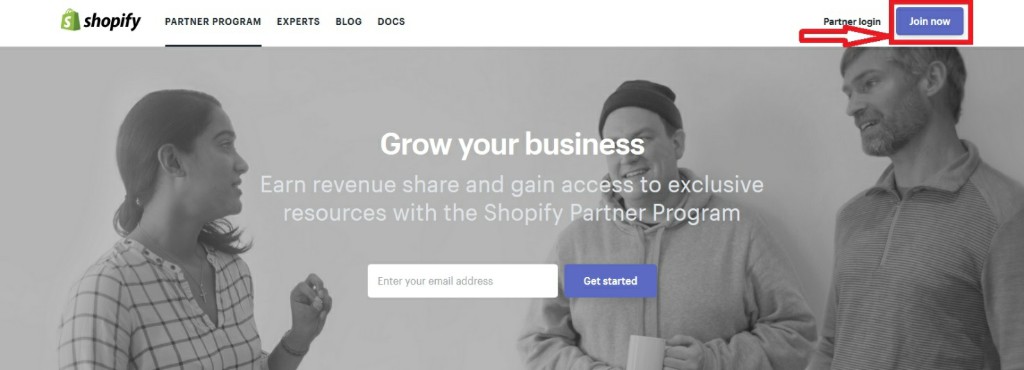 shopify
PARTNER PROGRAM
EXPERTS
BLOG
DOCS
Partner login
Join now
Grow your business
Earn revenue share and gain access to exclusive
resources with the Shopify Partner Program
Enter your email address
Get started